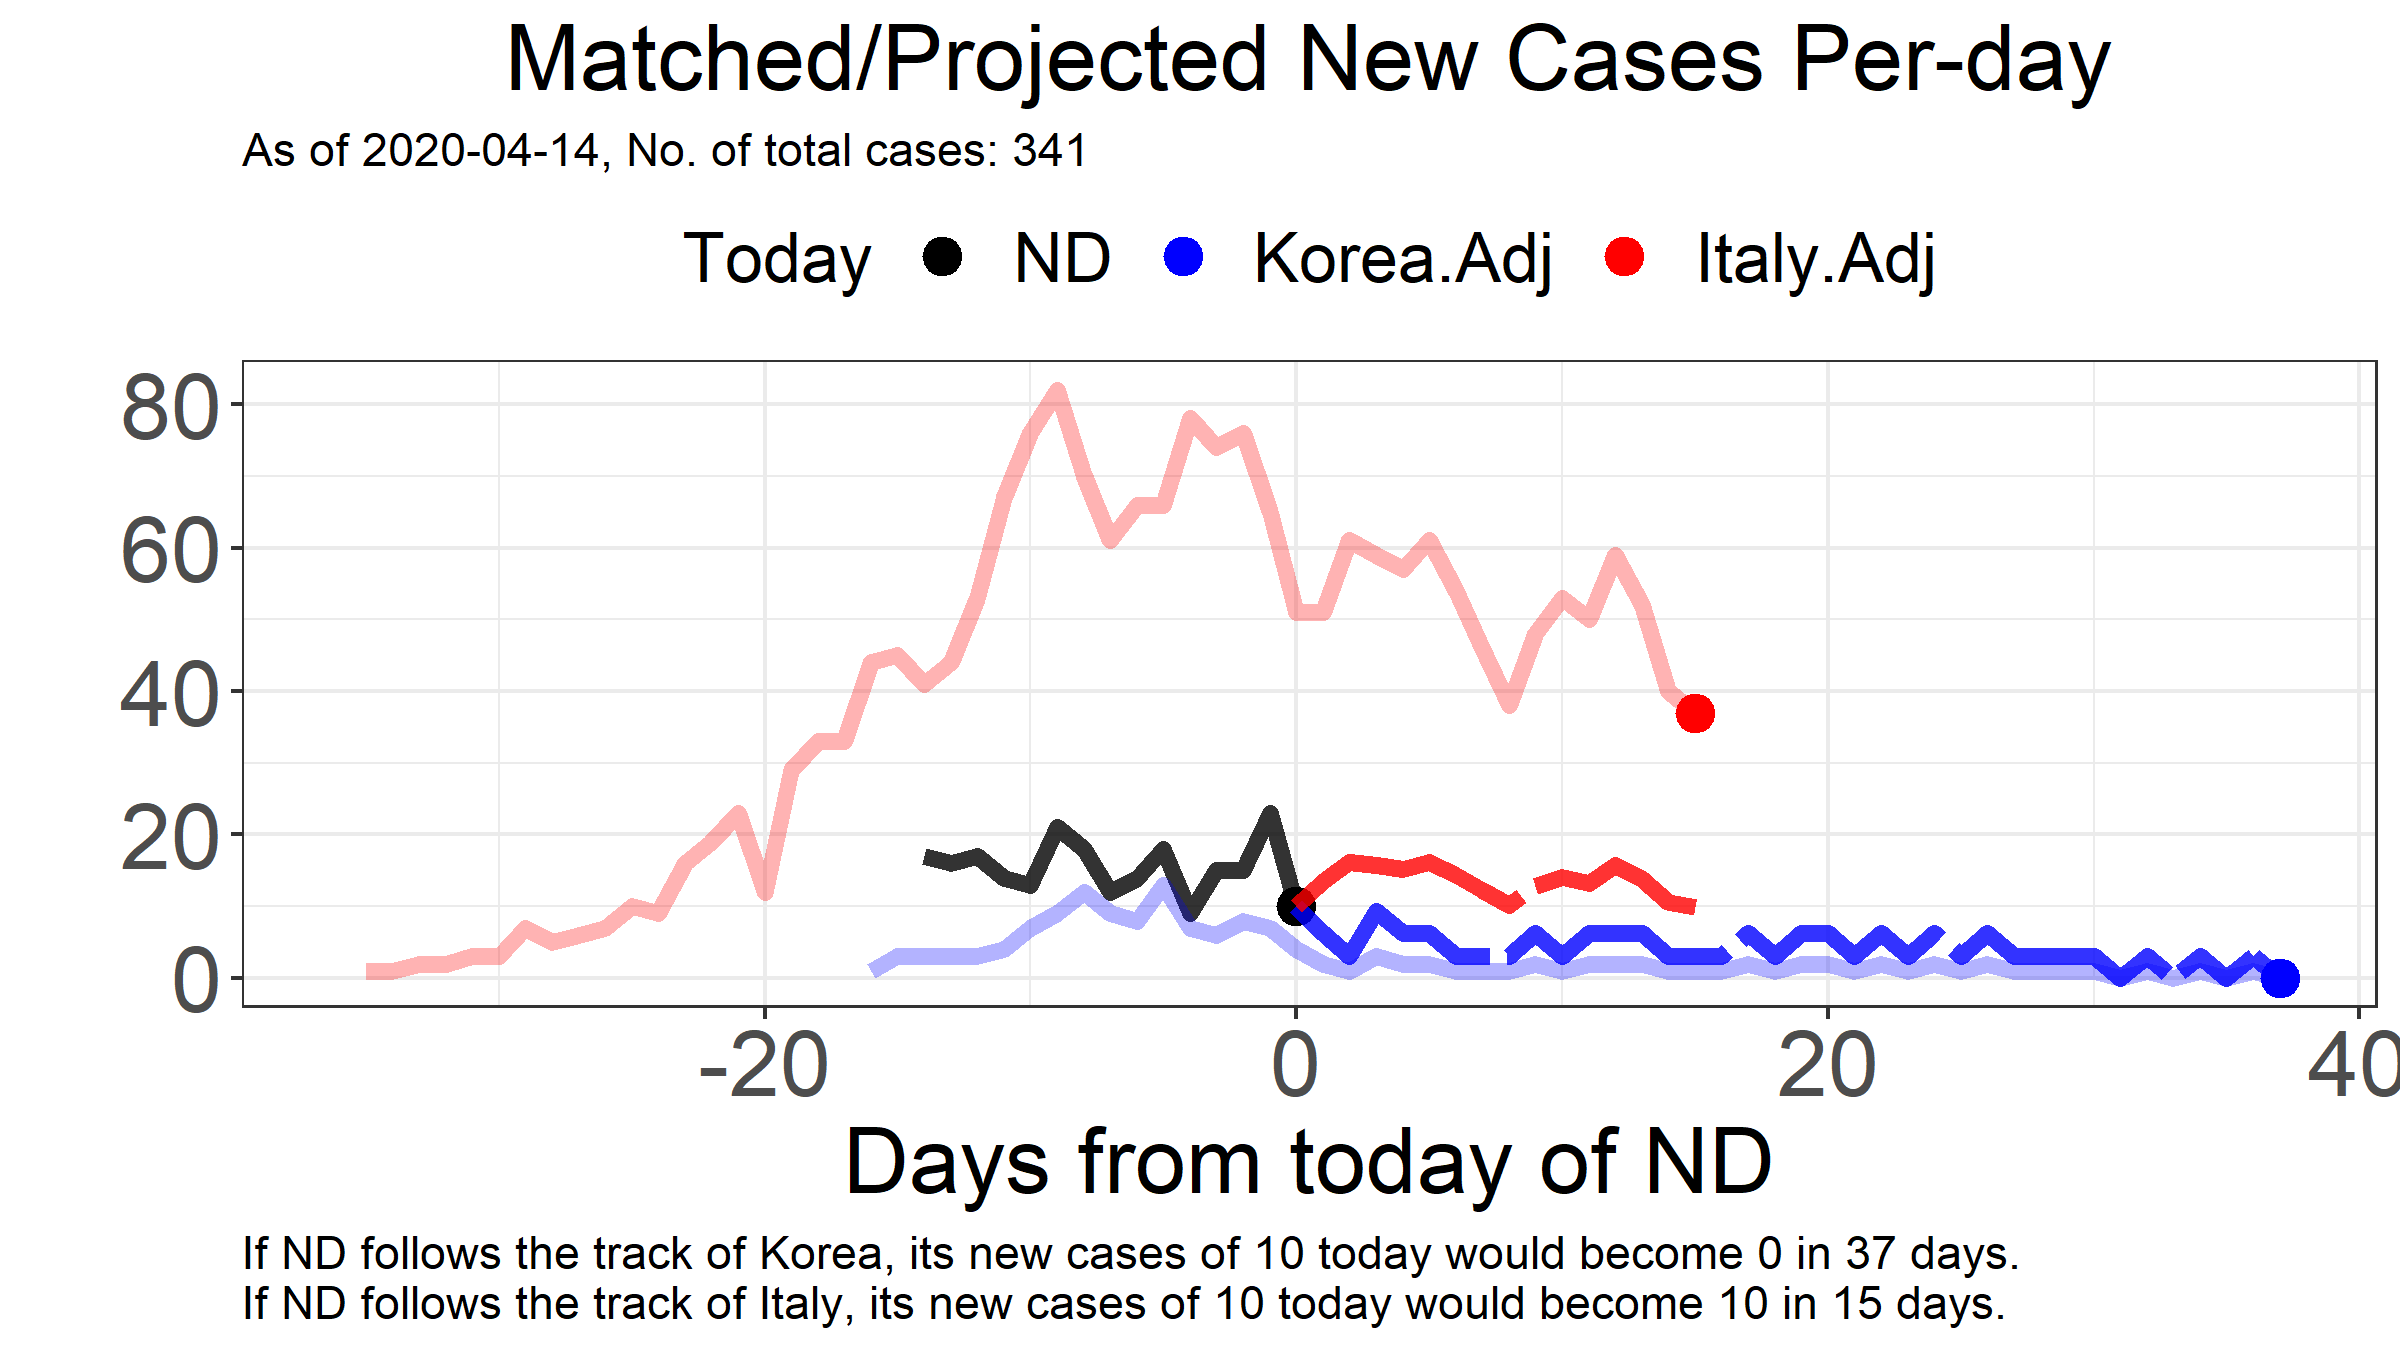 Matched/Projected New Cases Per-day
As of 2020-04-14, No. of total cases: 341
Today ND Korea.Adj Italy.Adj
80
60
40
20
0
-20 0 20 40
Days from today of ND
If ND follows the track of Korea, its new cases of 10 today would become 0 in 37 days.
If ND follows the track of Italy, its new cases of 10 today would become 10 in 15 days.